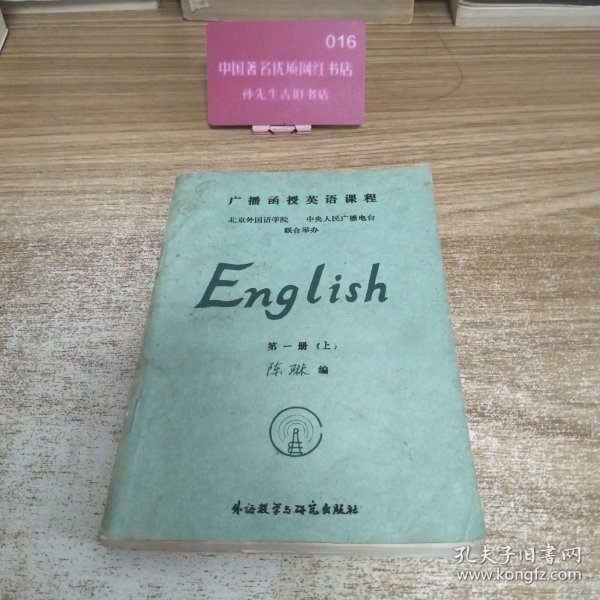 016
中国著名优质网红书店
孙先生古旧书店
广播函授英语课程
北京外国语学院 中央人民广播电台
联合举办
English
第一册(上)
陈琳 编
外语教学与研究出版社
孔夫子旧书网
www.kongfz.com